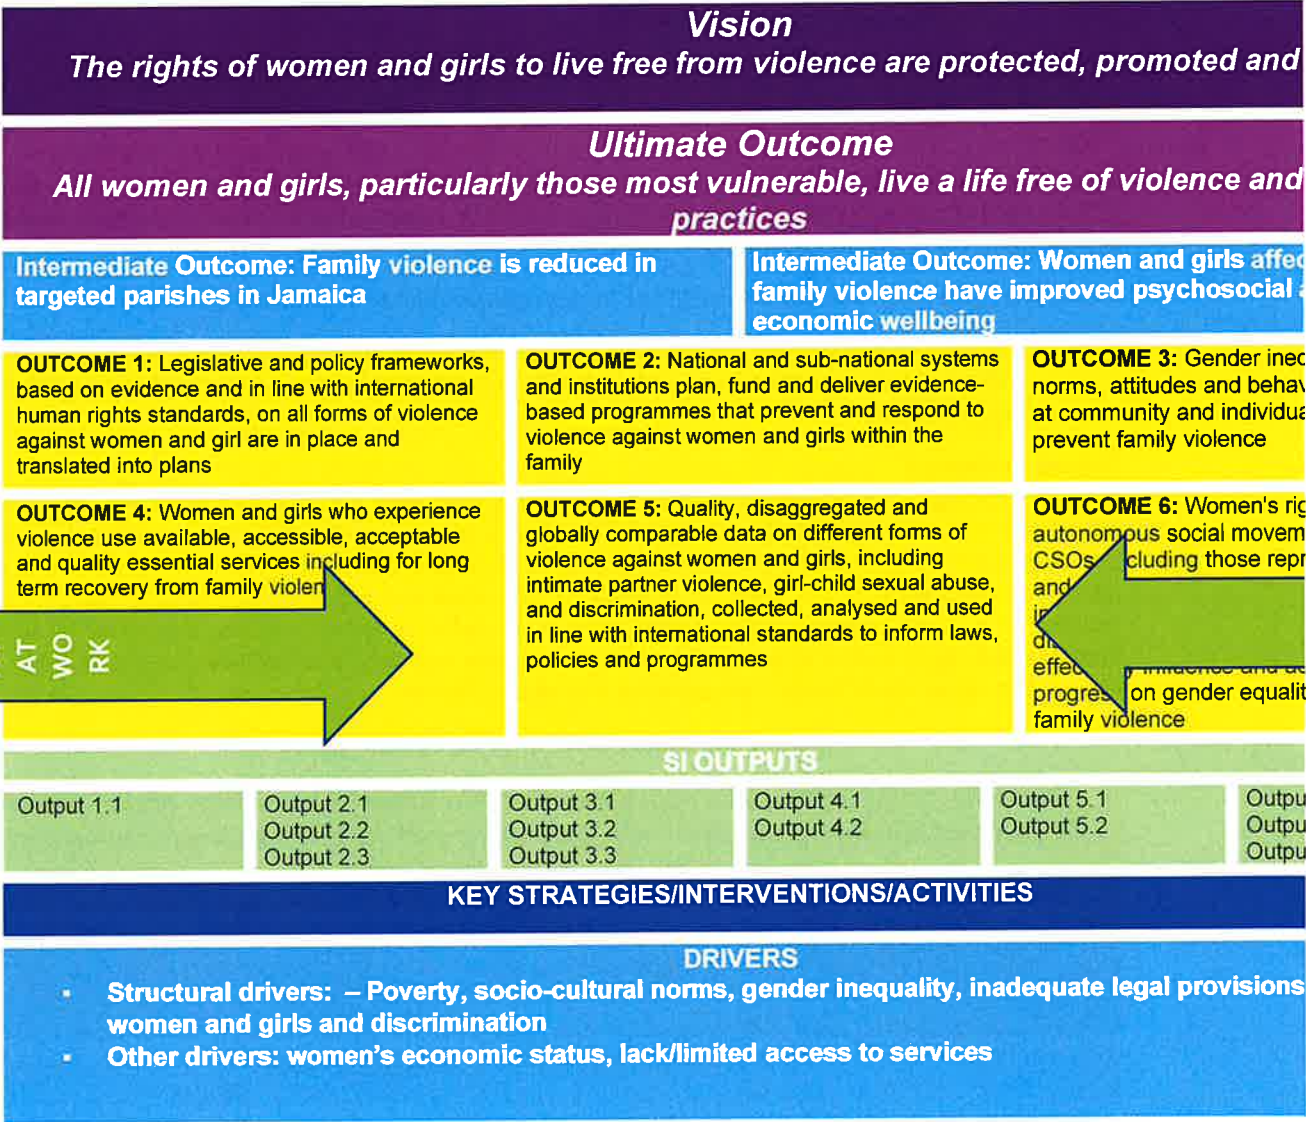 Vision
The rights of women and girls to live free from violence are protected, promoted and
Ultimate Outcome
All women and girls, particularly those most vulnerable, live a life free of violence and
practices
Intermediate Outcome: Family violence is reduced in
targeted parishes in Jamaica
Intermediate Outcome: Women and girls
family violence have improved psychosocial
economic wellbeing
OUTCOME 1: Legislative and policy frameworks,
based on evidence and in line with international
human rights standards, on all forms of violence
against women and girl are in place and
translated into plans
OUTCOME 2: National and sub-national systems
and institutions plan, fund and deliver evidence-
based programmes that prevent and respond to
violence against women and girls within the
family
OUTCOME 3: Gender
norms, attitudes and
at community and
prevent family violence
OUTCOME 4: Women and girls who experience
violence use available, accessible, acceptable
and quality essential services including for long
term recovery from family
OUTCOME 5: Quality, disaggregated and
globally comparable data on different forms of
violence against women and girls, including
intimate partner violence, girl-child sexual abuse,
and discrimination, collected, analysed and used
in line with international standards to inform laws,
policies and programmes
OUTCOME 6: Women's
autonomous social
CSOs, those
and
on gender
family violence
AT
WO
RK
SI OUTPUTS
Output 1.1
Output 2.1
Output 2.2
Output 2.3
Output 3.1
Output 3.2
Output 3.3
Output 4.1
Output 4.2
Output 5.1
Output 5.2
KEY STRATEGIES/INTERVENTIONS/ACTIVITIES
DRIVERS
▪ Structural drivers: – Poverty, socio-cultural norms, gender inequality, inadequate legal provisions
women and girls and discrimination
▪ Other drivers: women's economic status, lack/limited access to services